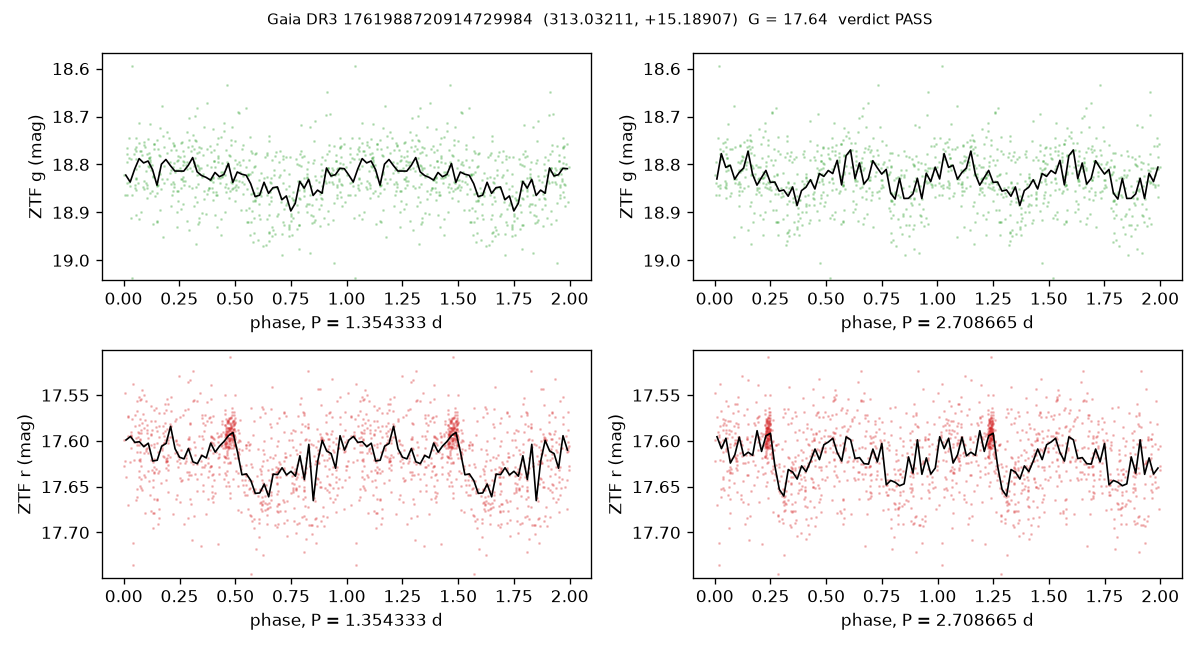 Gaia DR3 1761988720914729984 (313.03211, +15.18907) G = 17.64 verdict PASS
18.6
18.7
18.8
18.9
19.0
ZTF g (mag)
0.00 0.25 0.50 0.75 1.00 1.25 1.50 1.75 2.00
phase, P = 1.354333 d
18.6
18.7
18.8
18.9
19.0
ZTF g (mag)
0.00 0.25 0.50 0.75 1.00 1.25 1.50 1.75 2.00
phase, P = 2.708665 d
17.55
17.60
17.65
17.70
ZTF r (mag)
0.00 0.25 0.50 0.75 1.00 1.25 1.50 1.75 2.00
phase, P = 1.354333 d
17.55
17.60
17.65
17.70
ZTF r (mag)
0.00 0.25 0.50 0.75 1.00 1.25 1.50 1.75 2.00
phase, P = 2.708665 d